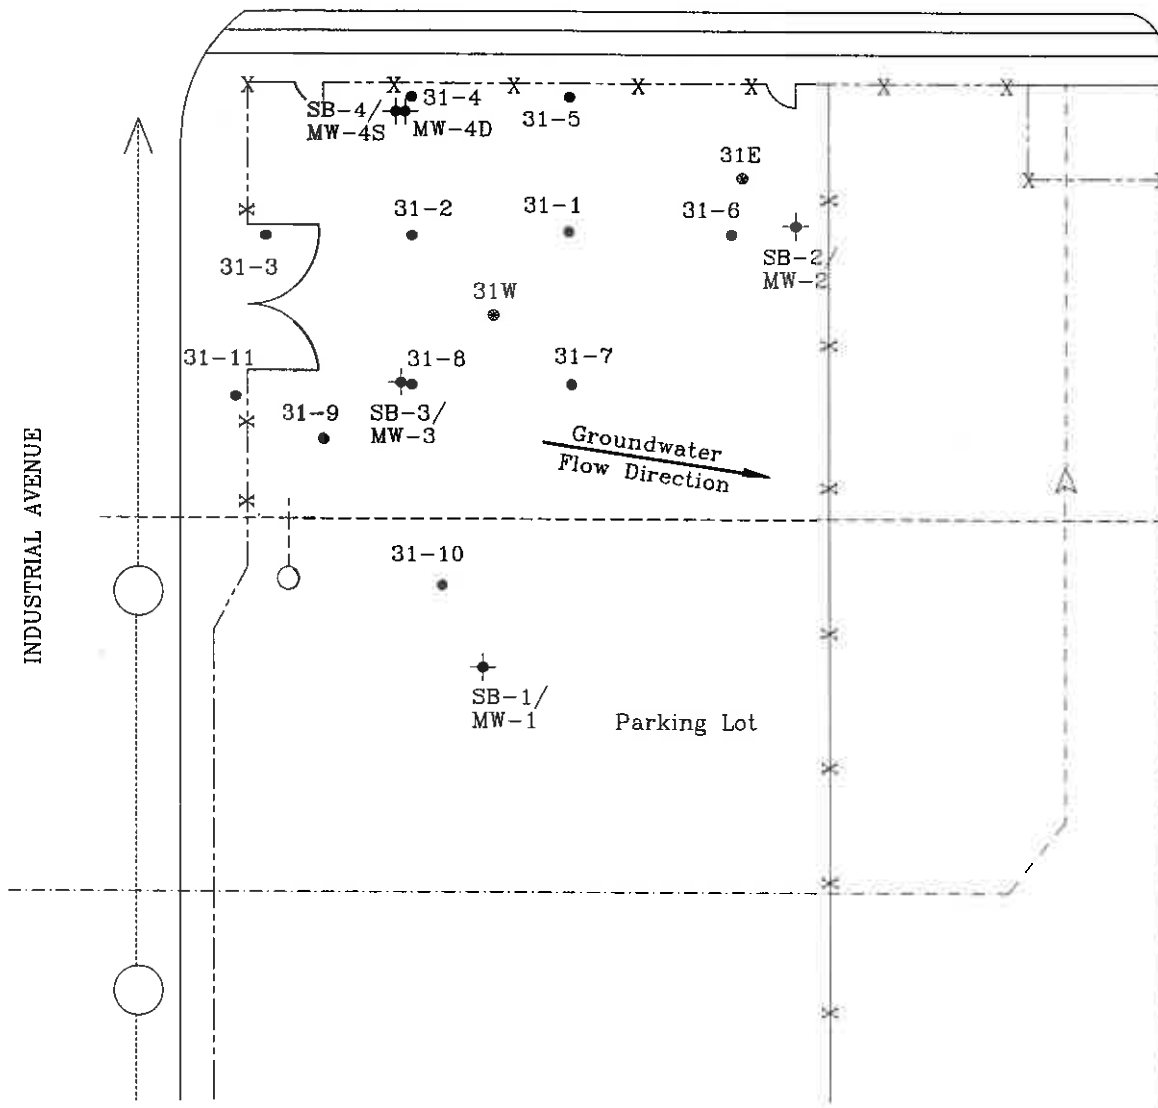 31-4
SB-4/
MW-4S
MW-4D
31-5
31E
31-2
31-1
31-6
31-3
SB-2/
MW-2
31W
31-11
31-8
31-7
31-9
SB-3/
MW-3
Groundwater
Flow Direction
INDUSTRIAL AVENUE
31-10
SB-1/
MW-1
Parking Lot